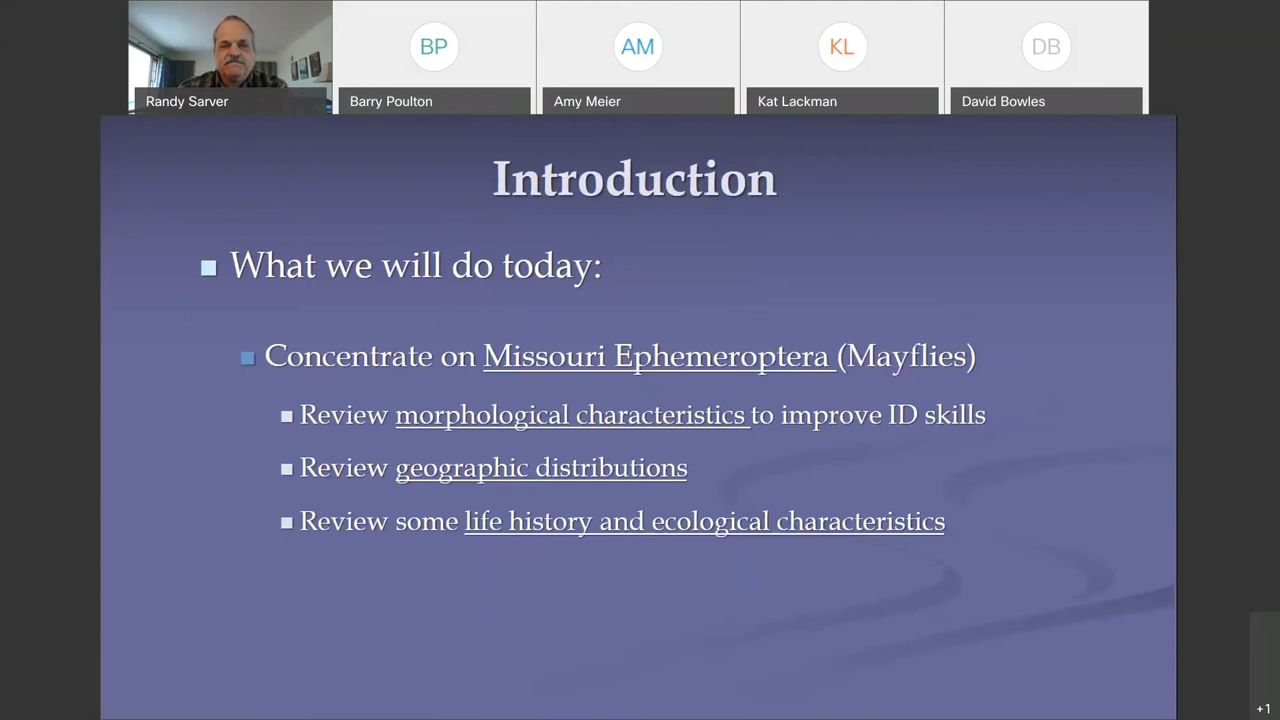 BP
AM
KL
DB
Randy Sarver
Barry Poulton
Amy Meier
Kat Lackman
David Bowles
Introduction
What we will do today:
Concentrate on Missouri Ephemeroptera (Mayflies)
Review morphological characteristics to improve ID skills
Review geographic distributions
Review some life history and ecological characteristics
+1